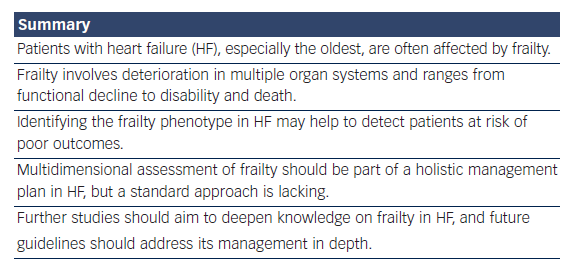 Summary
Patients with heart failure (HF), especially the oldest, are often affected by frailty.
Frailty involves deterioration in multiple organ systems and ranges from
functional decline to disability and death.
Identifying the frailty phenotype in HF may help to detect patients at risk of
poor outcomes.
Multidimensional assessment of frailty should be part of a holistic management
plan in HF, but a standard approach is lacking.
Further studies should aim to deepen knowledge on frailty in HF, and future
guidelines should address its management in depth.